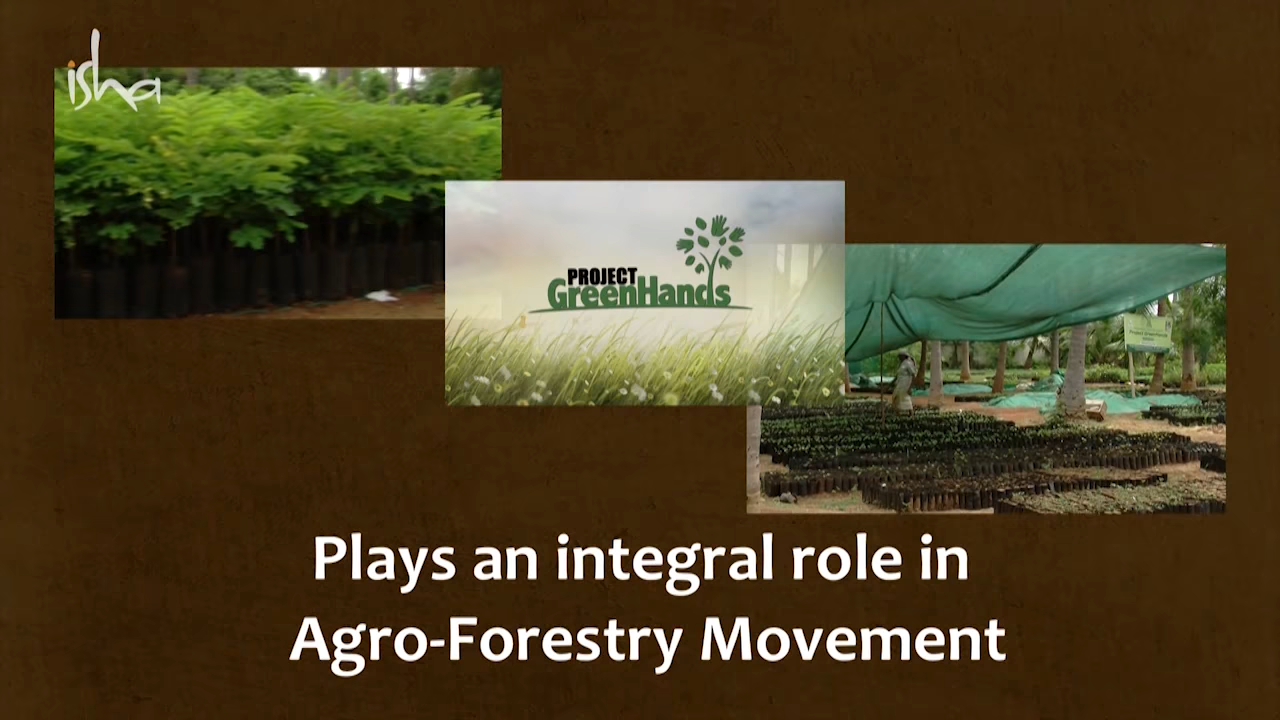 isha
PROJECT
GreenHands
Plays an integral role in
Agro-Forestry Movement